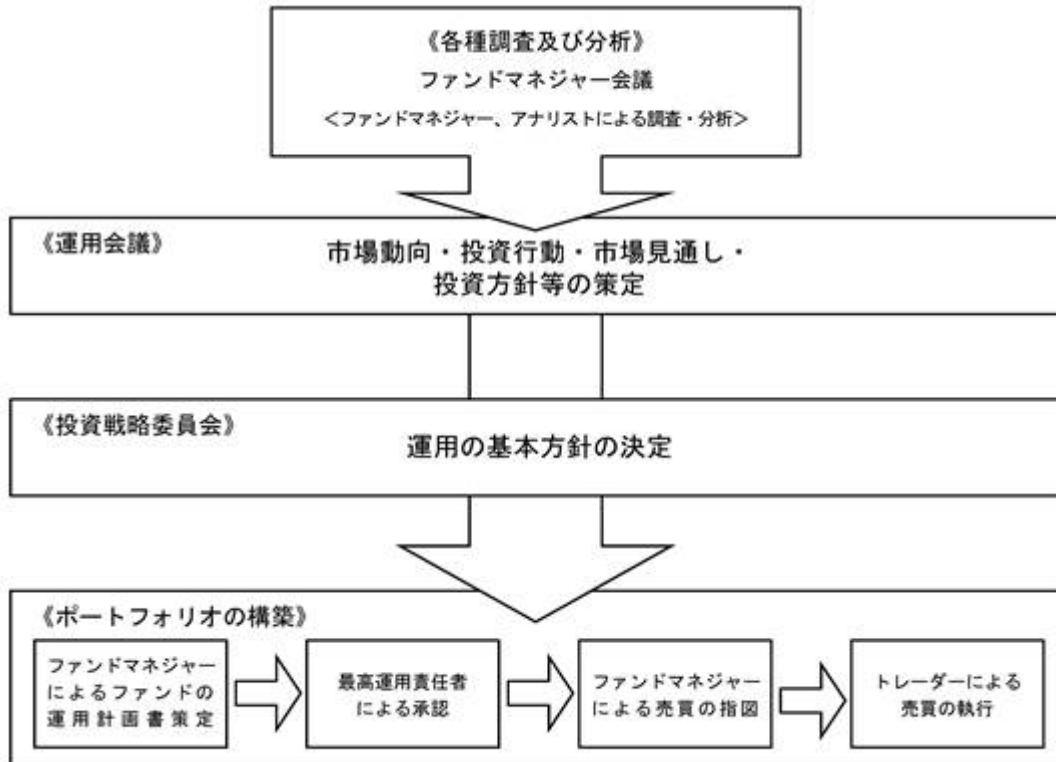 《各種調査及び分析》
ファンドマネジャー会議
＜ファンドマネジャー、アナリストによる調査・分析＞
《運用会議》
市場動向・投資行動・市場見通し・
投資方針等の策定
《投資戦略委員会》
運用の基本方針の決定
《ポートフォリオの構築》
ファンドマネジャー
によるファンドの
運用計画書策定
最高運用責任者
による承認
ファンドマネジャー
による売買の指図
トレーダーによる
売買の執行